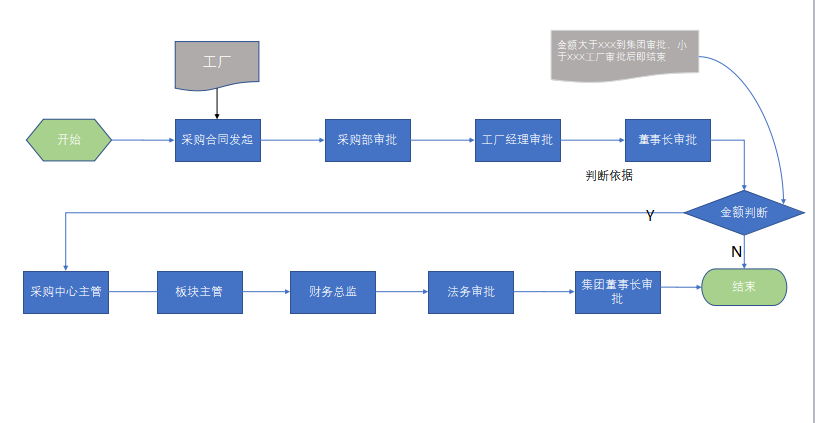 工厂
金额大于XXX到集团审批、小
于XXX工厂审批后即结束
开始
采购合同发起
采购部审批
工厂经理审批
董事长审批
判断依据
金额判断
Y
N
采购中心主管
板块主管
财务总监
法务审批
集团董事长审
批
结束